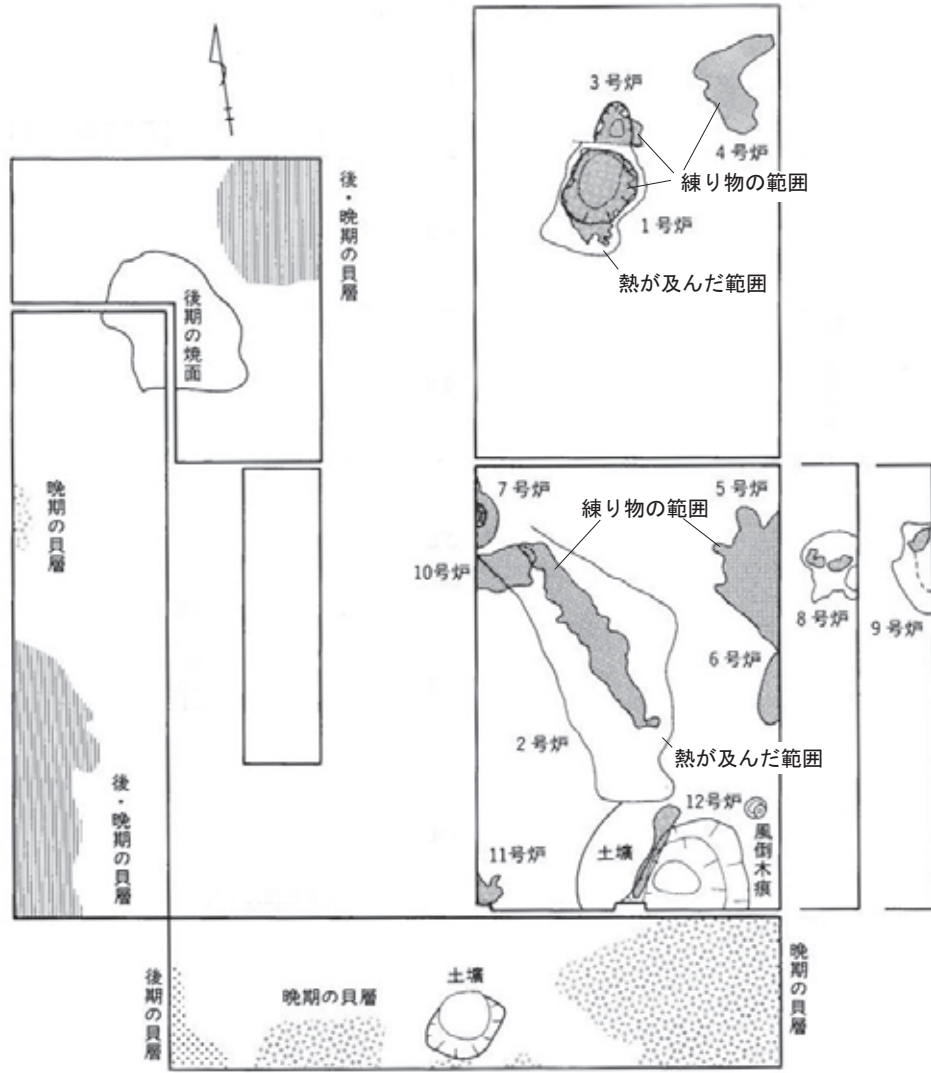 3号炉
4号炉
練り物の範囲
1号炉
熱が及んだ範囲
後・晩期の貝層
後期の焼面
晩期の貝層
7号炉
練り物の範囲
5号炉
10号炉
8号炉
9号炉
6号炉
2号炉
熱が及んだ範囲
12号炉
後・晩期の貝層
11号炉
土壙
風倒木痕
後期の貝層
晩期の貝層
土壙
晩期の貝層